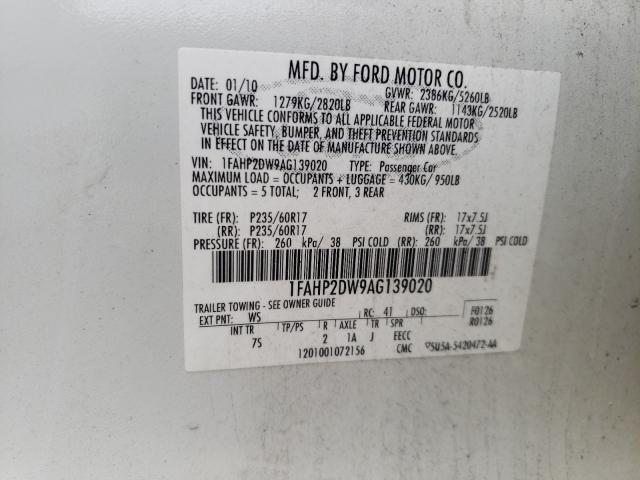 MFD. BY FORD MOTOR CO.
DATE: 01/10 GVWR: 2386KG/5260LB
FRONT GAWR: 1279KG/2820LB REAR GAWR: 1143KG/2520LB
THIS VEHICLE CONFORMS TO ALL APPLICABLE FEDERAL MOTOR
VEHICLE SAFETY, BUMPER, AND THEFT PREVENTION STANDARDS
IN EFFECT ON THE DATE OF MANUFACTURE SHOWN ABOVE.
VIN: 1FAHP2DW9AG139020 TYPE: Passenger Car
MAXIMUM LOAD = OCCUPANTS + LUGGAGE = 430KG/ 950LB
OCCUPANTS = 5 TOTAL; 2 FRONT, 3 REAR
TIRE (FR): P235/60R17 RIMS (FR): 17x7.5J
(RR): P235/60R17 (RR): 17x7.5J
PRESSURE (FR): 260 kPa/ 38 PSI COLD (RR): 260 kPa/ 38 PSI COLD
1FAHP2DW9AG139020
TRAILER TOWING - SEE OWNER GUIDE
EXT PNT: WS RC: 41 DSO: F0126
R0126
INT TR TP/PS R AXLE TR SPR
7S 2 1A J EECC
1201001072156 CMC 5U5A-5420472-AA